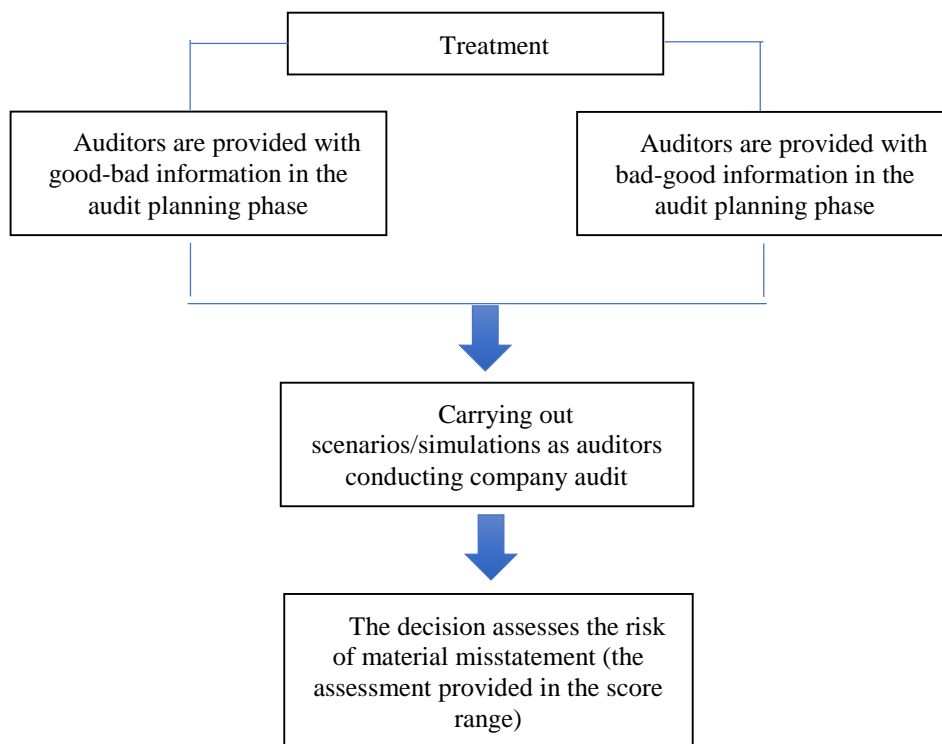 Treatment
Auditors are provided with
good-bad information in the
audit planning phase
Auditors are provided with
bad-good information in the
audit planning phase
Carrying out
scenarios/simulations as auditors
conducting company audit
The decision assesses the risk
of material misstatement (the
assessment provided in the score
range)